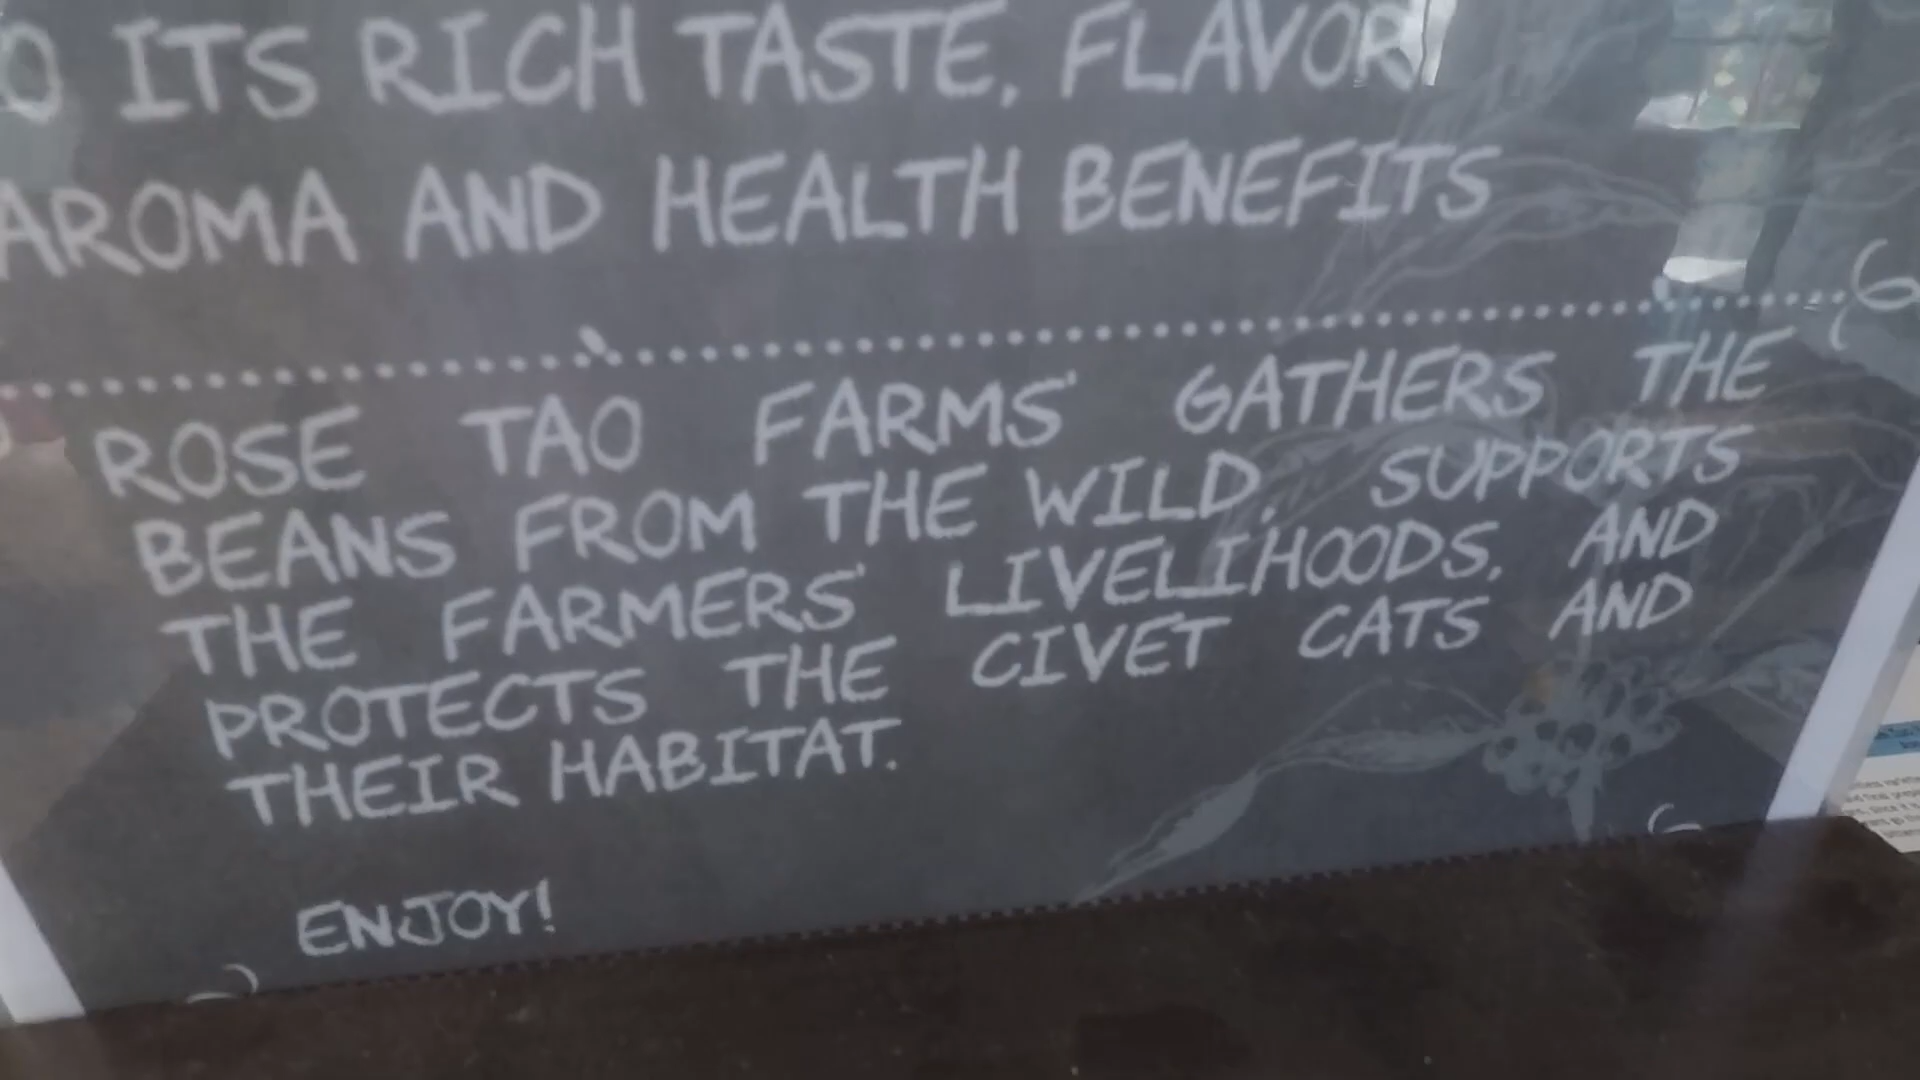 ITS RICH TASTE, FLAVOR
AROMA AND HEALTH BENEFITS
ROSE TAO FARMS' GATHERS THE
BEANS FROM THE WILD, SUPPORTS
THE FARMERS' LIVELIHOODS, AND
PROTECTS THE CIVET CATS AND
THEIR HABITAT.
ENJOY!